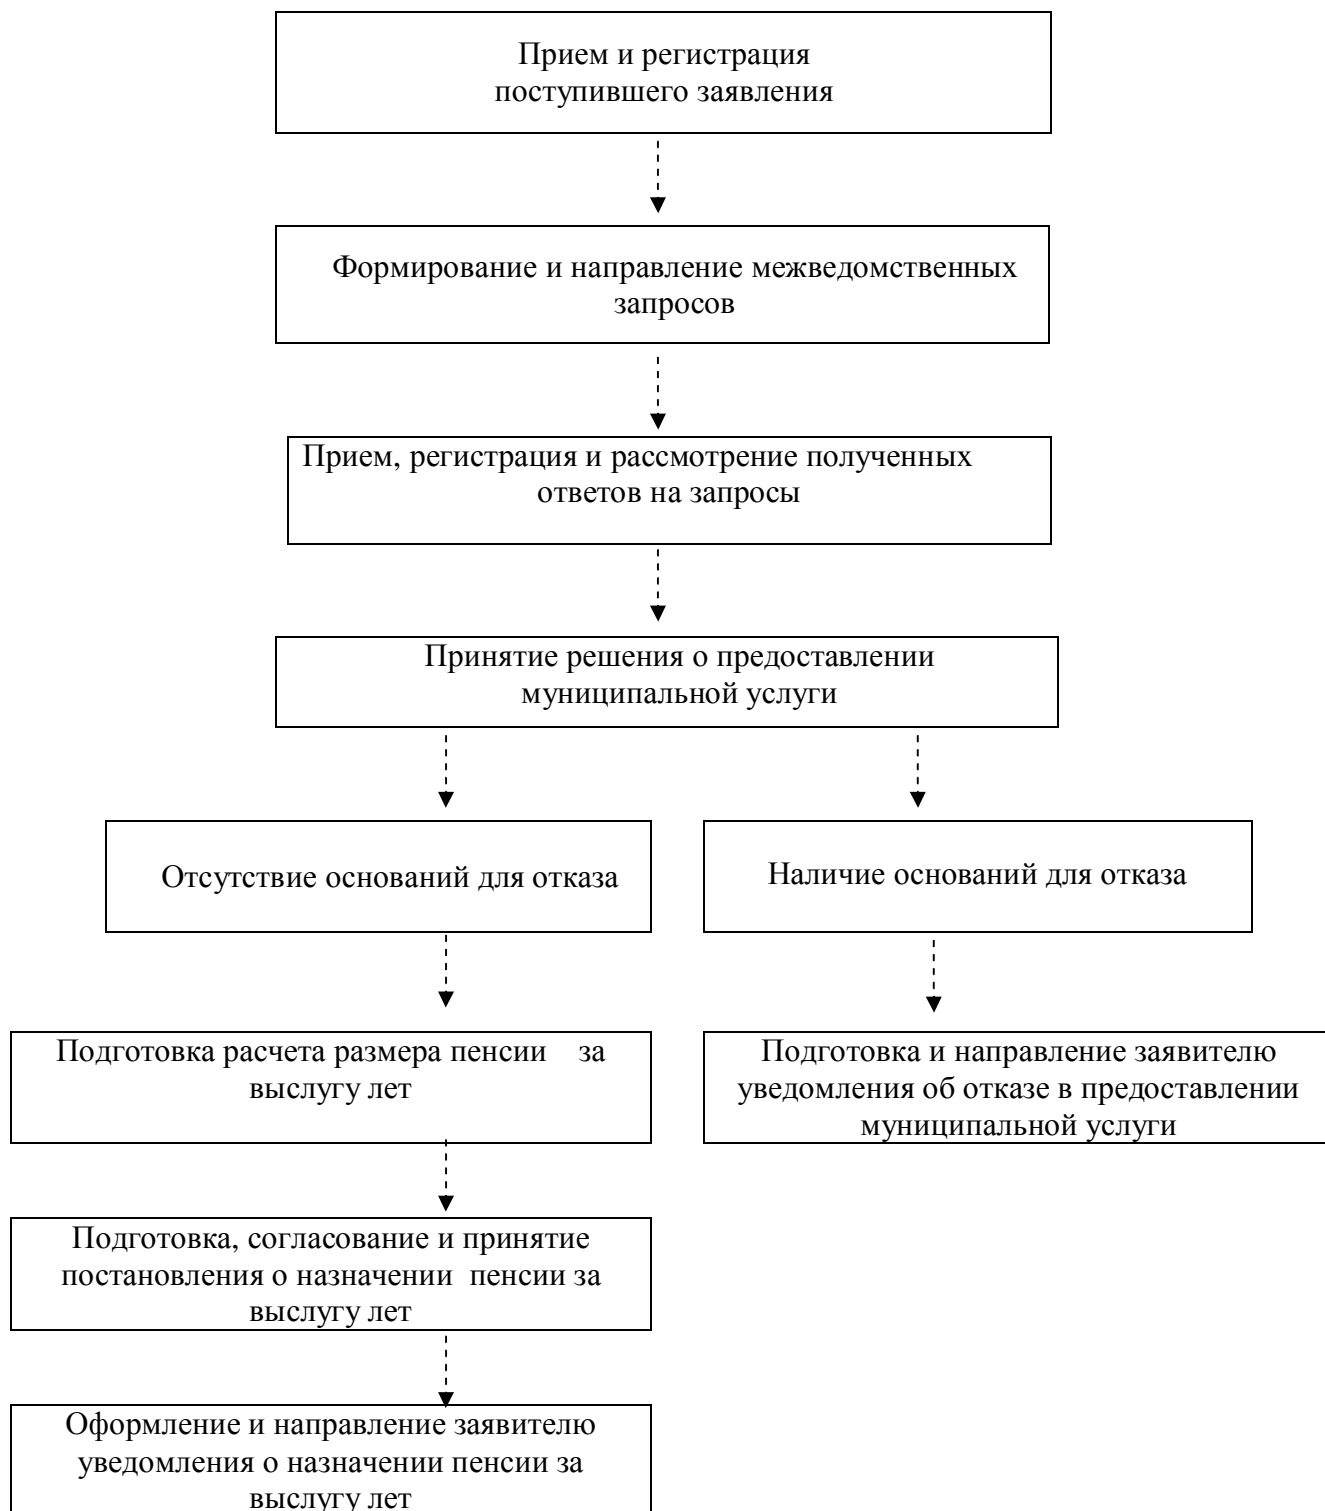 Прием и регистрация
поступившего заявления
Формирование и направление межведомственных
запросов
Прием, регистрация и рассмотрение полученных
ответов на запросы
Принятие решения о предоставлении
муниципальной услуги
Отсутствие оснований для отказа
Наличие оснований для отказа
Подготовка расчета размера пенсии за
выслугу лет
Подготовка и направление заявителю
уведомления об отказе в предоставлении
муниципальной услуги
Подготовка, согласование и принятие
постановления о назначении пенсии за
выслугу лет
Оформление и направление заявителю
уведомления о назначении пенсии за
выслугу лет